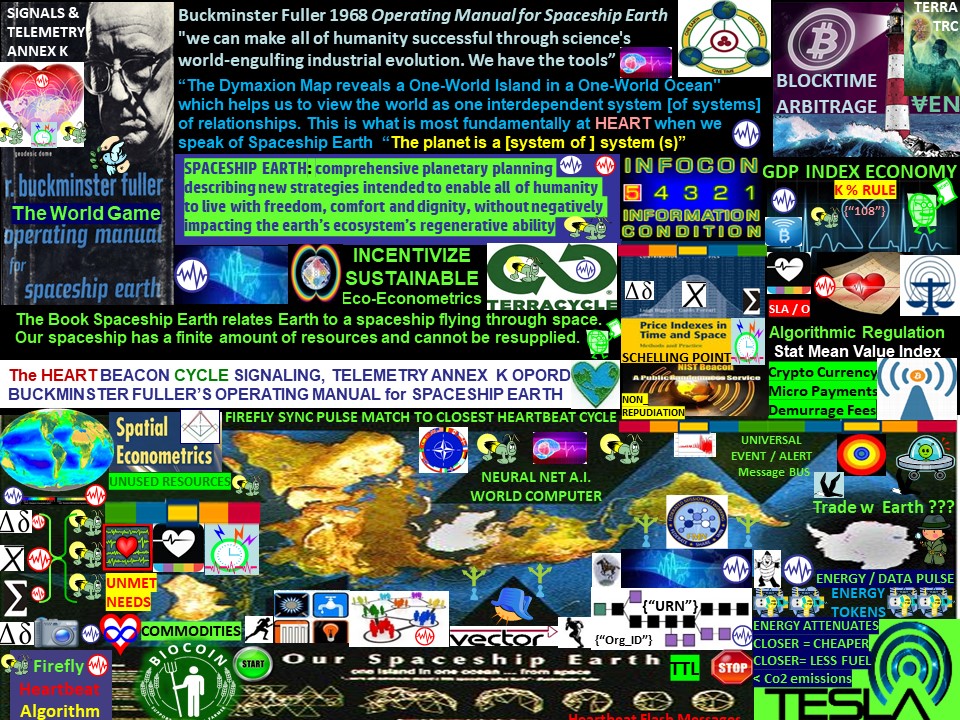 SIGNALS &
TELEMETRY
ANNEX K
geodesic dome
r. buckminster fuller
The World Game
operating manual
for
spaceship earth
Buckminster Fuller 1968 Operating Manual for Spaceship Earth
"we can make all of humanity successful through science's
world-engulfing industrial evolution. We have the tools”
“The Dymaxion Map reveals a One-World Island in a One-World Ocean"
which helps us to view the world as one interdependent system [of systems]
of relationships. This is what is most fundamentally at HEART when we
speak of Spaceship Earth “The planet is a [system of ] system (s)”
SPACESHIP EARTH: comprehensive planetary planning
describing new strategies intended to enable all of humanity
to live with freedom, comfort and dignity, without negatively
impacting the earth's ecosystem's regenerative ability
INFOCON
5 4 3 2 1
INFORMATION
CONDITION
BLOCKTIME
ARBITRAGE
TERRA
TRC
¥EN
GDP INDEX ECONOMY
K % RULE
{“108”}
INCENTIVIZE
SUSTAINABLE
Eco-Econometrics
TERRACYCLE
Δδ
X
Σ
Price Indexes in
Time and Space
Methods and Practice
SCHELLING POINT
NIST Beacon
A Public Randomness Service
NON_
REPUDIATION
SLA / O
Algorithmic Regulation
Stat Mean Value Index
Crypto Currency
Micro Payments
Demurrage Fees
The Book Spaceship Earth relates Earth to a spaceship flying through space.
Our spaceship has a finite amount of resources and cannot be resupplied.
The HEART BEACON CYCLE SIGNALING, TELEMETRY ANNEX K OPORD
BUCKMINSTER FULLER’S OPERATING MANUAL for SPACESHIP EARTH
FIREFLY SYNC PULSE MATCH TO CLOSEST HEARTBEAT CYCLE
Spatial
Econometrics
UNUSED RESOURCES
NEURAL NET A.I.
WORLD COMPUTER
UNIVERSAL
EVENT / ALERT
Message BUS
Trade w Earth ???
Δδ
X
Σ
Δδ
UNMET
NEEDS
COMMODITIES
vector
{“URN”}
{“Org_ID”}
ENERGY / DATA PULSE
ENERGY
TOKENS
ENERGY ATTENUATES
CLOSER = CHEAPER
CLOSER= LESS FUEL
< Co2 emissions
TESLA
Firefly
Heartbeat
Algorithm
BIOCOIN
START
Our Spaceship Earth
one island in one ocean ... from space
TTL
STOP
Heartbeat Flash Messages